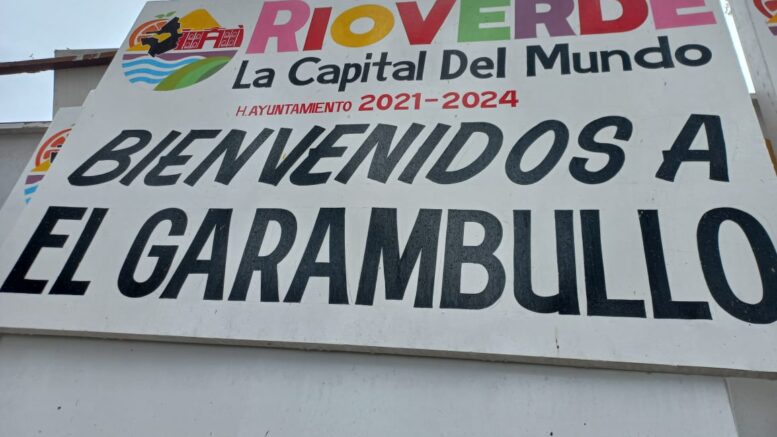 RIOVERDE
La Capital Del Mundo
H. AYUNTAMIENTO 2021-2024
BIENVENIDOS A
EL GARAMBULLO